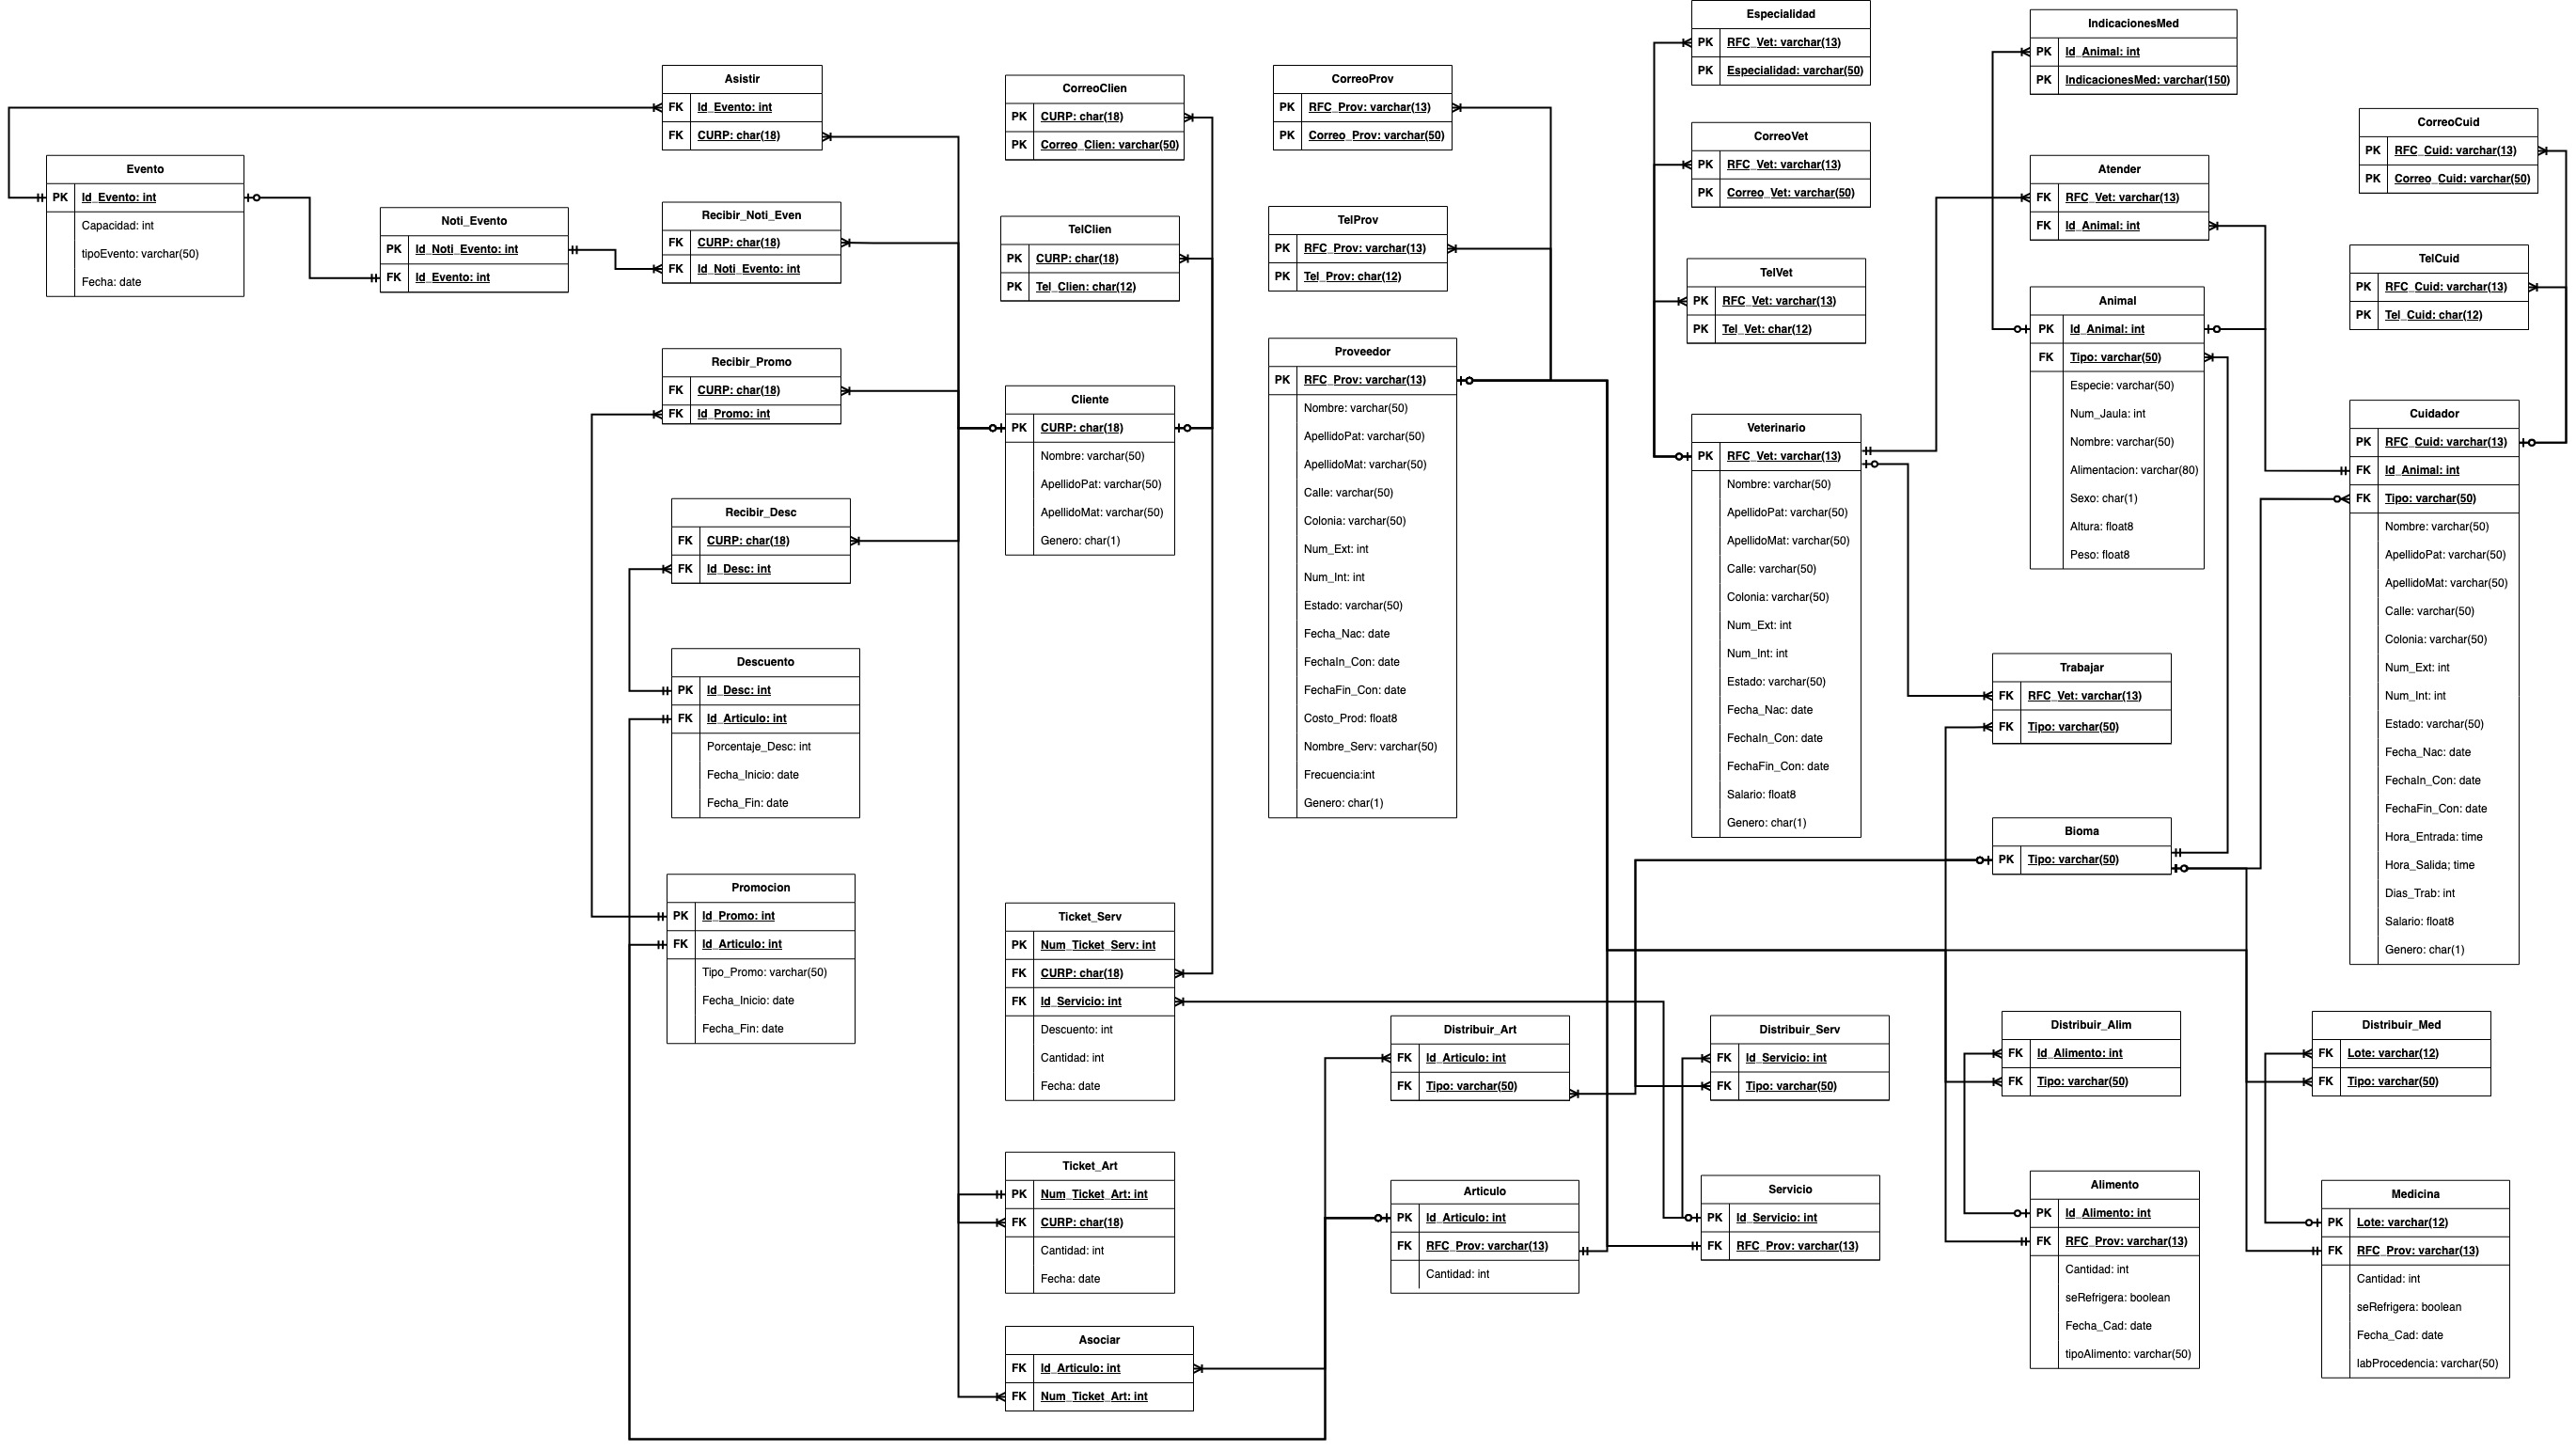 Evento
PK Id_Evento: int
Capacidad: int
tipoEvento: varchar(50)
Fecha: date
Noti_Evento
PK Id_Noti_Evento: int
FK Id_Evento: int
Asistir
FK Id_Evento: int
FK CURP: char(18)
Recibir_Noti_Even
FK CURP: char(18)
FK Id_Noti_Evento: int
Recibir_Promo
FK CURP: char(18)
FK Id_Promo: int
Recibir_Desc
FK CURP: char(18)
FK Id_Desc: int
Descuento
PK Id_Desc: int
FK Id_Articulo: int
Porcentaje_Desc: int
Fecha_Inicio: date
Fecha_Fin: date
Promocion
PK Id_Promo: int
FK Id_Articulo: int
Tipo_Promo: varchar(50)
Fecha_Inicio: date
Fecha_Fin: date
CorreoClien
PK CURP: char(18)
PK Correo_Clien: varchar(50)
TelClien
PK CURP: char(18)
PK Tel_Clien: char(12)
Cliente
PK CURP: char(18)
Nombre: varchar(50)
ApellidoPat: varchar(50)
ApellidoMat: varchar(50)
Genero: char(1)
Ticket_Serv
PK Num_Ticket_Serv: int
FK CURP: char(18)
FK Id_Servicio: int
Descuento: int
Cantidad: int
Fecha: date
Ticket_Art
PK Num_Ticket_Art: int
FK CURP: char(18)
Cantidad: int
Fecha: date
Asociar
FK Id_Articulo: int
FK Num_Ticket_Art: int
CorreoProv
PK RFC_Prov: varchar(13)
PK Correo_Prov: varchar(50)
TelProv
PK RFC_Prov: varchar(13)
PK Tel_Prov: char(12)
Proveedor
PK RFC_Prov: varchar(13)
Nombre: varchar(50)
ApellidoPat: varchar(50)
ApellidoMat: varchar(50)
Calle: varchar(50)
Colonia: varchar(50)
Num_Ext: int
Num_Int: int
Estado: varchar(50)
Fecha_Nac: date
FechaIn_Con: date
FechaFin_Con: date
Costo_Prod: float8
Nombre_Serv: varchar(50)
Frecuencia:int
Genero: char(1)
Distribuir_Art
FK Id_Articulo: int
FK Tipo: varchar(50)
Articulo
PK Id_Articulo: int
FK RFC_Prov: varchar(13)
Cantidad: int
Especialidad
PK RFC_Vet: varchar(13)
PK Especialidad: varchar(50)
CorreoVet
PK RFC_Vet: varchar(13)
PK Correo_Vet: varchar(50)
TelVet
PK RFC_Vet: varchar(13)
PK Tel_Vet: char(12)
Veterinario
PK RFC_Vet: varchar(13)
Nombre: varchar(50)
ApellidoPat: varchar(50)
ApellidoMat: varchar(50)
Calle: varchar(50)
Colonia: varchar(50)
Num_Ext: int
Num_Int: int
Estado: varchar(50)
Fecha_Nac: date
FechaIn_Con: date
FechaFin_Con: date
Salario: float8
Genero: char(1)
Distribuir_Serv
FK Id_Servicio: int
FK Tipo: varchar(50)
Servicio
PK Id_Servicio: int
FK RFC_Prov: varchar(13)
IndicacionesMed
PK Id_Animal: int
PK IndicacionesMed: varchar(150)
Atender
FK RFC_Vet: varchar(13)
FK Id_Animal: int
Animal
PK Id_Animal: int
FK Tipo: varchar(50)
Especie: varchar(50)
Num_Jaula: int
Nombre: varchar(50)
Alimentacion: varchar(80)
Sexo: char(1)
Altura: float8
Peso: float8
Trabajar
FK RFC_Vet: varchar(13)
FK Tipo: varchar(50)
Bioma
PK Tipo: varchar(50)
Distribuir_Alim
FK Id_Alimento: int
FK Tipo: varchar(50)
Alimento
PK Id_Alimento: int
FK RFC_Prov: varchar(13)
Cantidad: int
seRefrigera: boolean
Fecha_Cad: date
tipoAlimento: varchar(50)
CorreoCuid
PK RFC_Cuid: varchar(13)
PK Correo_Cuid: varchar(50)
TelCuid
PK RFC_Cuid: varchar(13)
PK Tel_Cuid: char(12)
Cuidador
PK RFC_Cuid: varchar(13)
FK Id_Animal: int
FK Tipo: varchar(50)
Nombre: varchar(50)
ApellidoPat: varchar(50)
ApellidoMat: varchar(50)
Calle: varchar(50)
Colonia: varchar(50)
Num_Ext: int
Num_Int: int
Estado: varchar(50)
Fecha_Nac: date
FechaIn_Con: date
FechaFin_Con: date
Hora_Entrada: time
Hora_Salida; time
Dias_Trab: int
Salario: float8
Genero: char(1)
Distribuir_Med
FK Lote: varchar(12)
FK Tipo: varchar(50)
Medicina
PK Lote: varchar(12)
FK RFC_Prov: varchar(13)
Cantidad: int
seRefrigera: boolean
Fecha_Cad: date
labProcedencia: varchar(50)